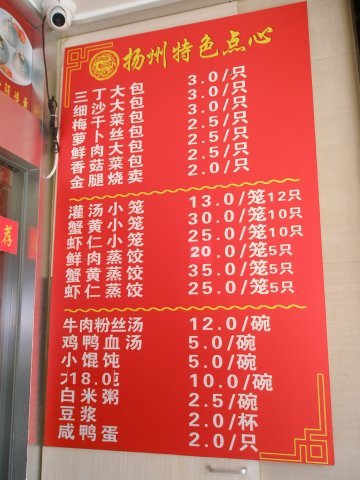 扬州特色点心
三丁大包 3.0/只
细沙大包 3.0/只
梅干菜包 3.0/只
萝卜丝包 2.5/只
鲜肉大包 2.5/只
香菇菜包 2.5/只
金腿烧卖 2.0/只
灌汤小笼 13.0/笼12只
蟹黄小笼 30.0/笼10只
虾仁小笼 25.0/笼10只
鲜肉蒸饺 20.0/笼5只
蟹黄蒸饺 35.0/笼5只
虾仁蒸饺 25.0/笼5只
牛肉粉丝汤 12.0/碗
鸡鸭血汤 5.0/碗
小馄饨 5.0/碗
18.0 10.0/碗
白米粥 2.5/碗
豆浆 2.0/杯
咸鸭蛋 2.0/只
荐